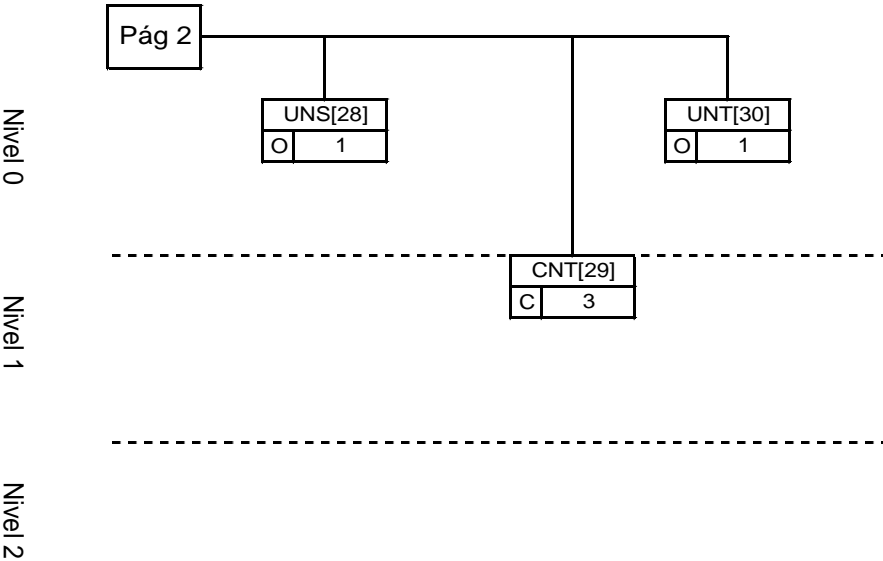 Pág 2
UNS[28]
O 1
UNT[30]
O 1
Nivel 0
CNT[29]
C 3
Nivel 1
Nivel 2